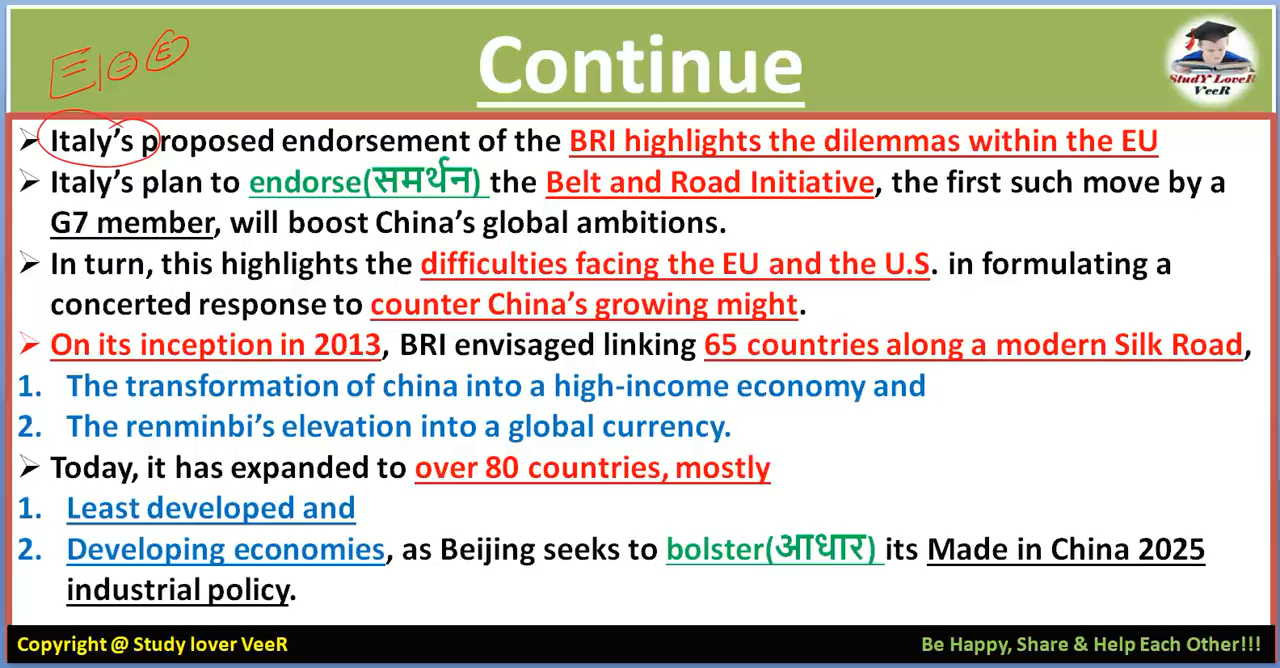 Continue
StudY LoveR
VeeR
➢ Italy's proposed endorsement of the BRI highlights the dilemmas within the EU
➢ Italy's plan to endorse(समर्थन) the Belt and Road Initiative, the first such move by a
G7 member, will boost China's global ambitions.
➢ In turn, this highlights the difficulties facing the EU and the U.S. in formulating a
concerted response to counter China's growing might.
➢ On its inception in 2013, BRI envisaged linking 65 countries along a modern Silk Road,
1. The transformation of china into a high-income economy and
2. The renminbi's elevation into a global currency.
➢ Today, it has expanded to over 80 countries, mostly
1. Least developed and
2. Developing economies, as Beijing seeks to bolster(आधार) its Made in China 2025
industrial policy.
Copyright @ Study lover VeeR
Be Happy, Share & Help Each Other!!!